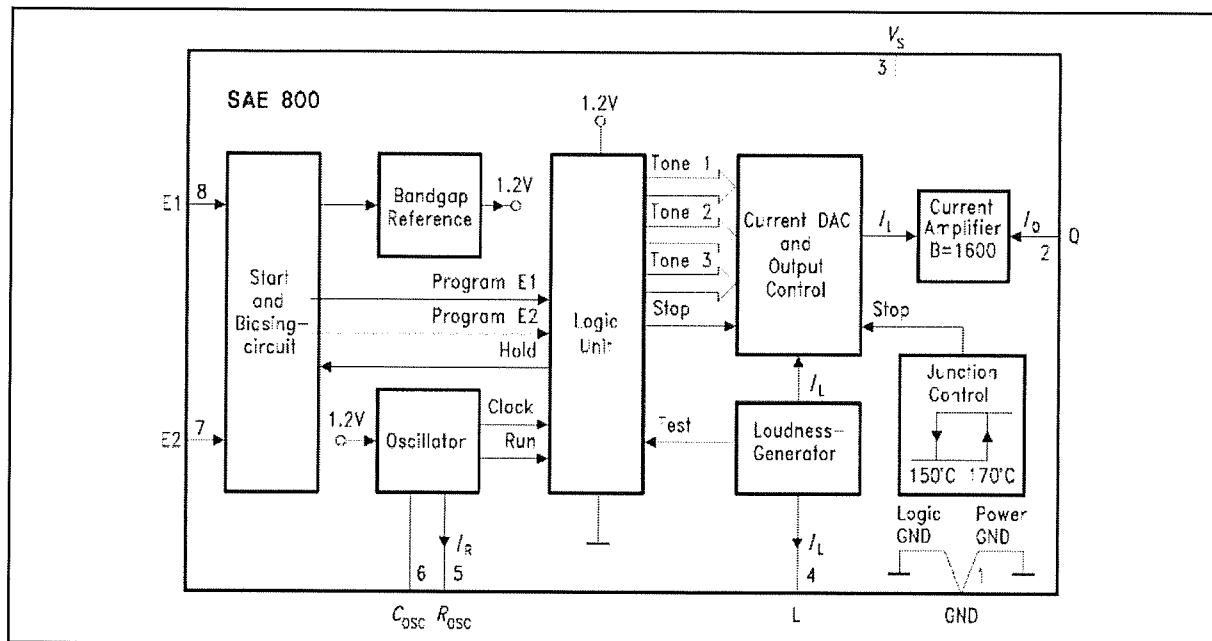 V_S
3
SAE 800
1.2V
E1
8
Start
and
Biasing-
circuit
Bandgap
Reference
1.2V
Program E1
Program E2
Hold
E2
7
1.2V
Oscillator
Clock
Run
Logic
Unit
Tone 1
Tone 2
Tone 3
Stop
Test
Current DAC
and
Output
Control
I_L
Current
Amplifier
B=1600
I_Q
2
Q
Stop
Junction
Control
150°C 170°C
I_L
Loudness-
Generator
I_R
6 5
I_L
4
Logic
GND
Power
GND
1
C_OSC R_OSC
L
GND